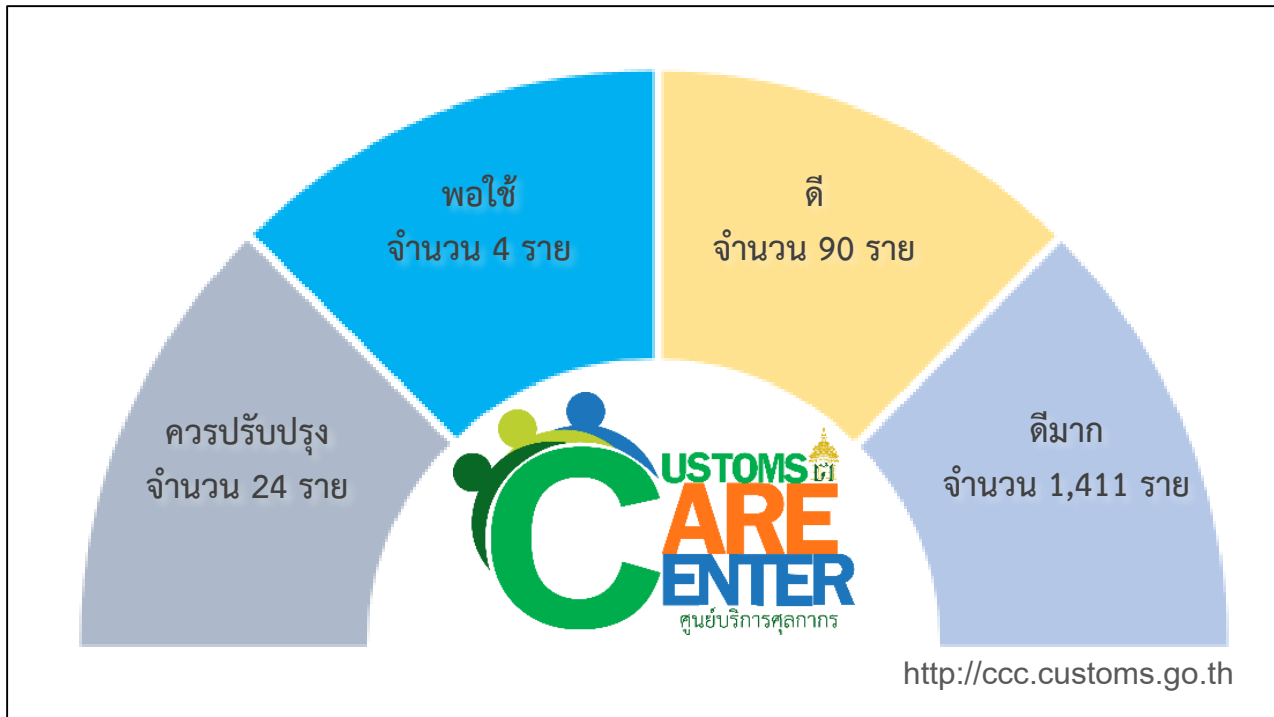 พอใช้
จำนวน 4 ราย
ดี
จำนวน 90 ราย
ควรปรับปรุง
จำนวน 24 ราย
ดีมาก
จำนวน 1,411 ราย
CUSTOMS
CARE
CENTER
ศูนย์บริการศุลกากร
http://ccc.customs.go.th